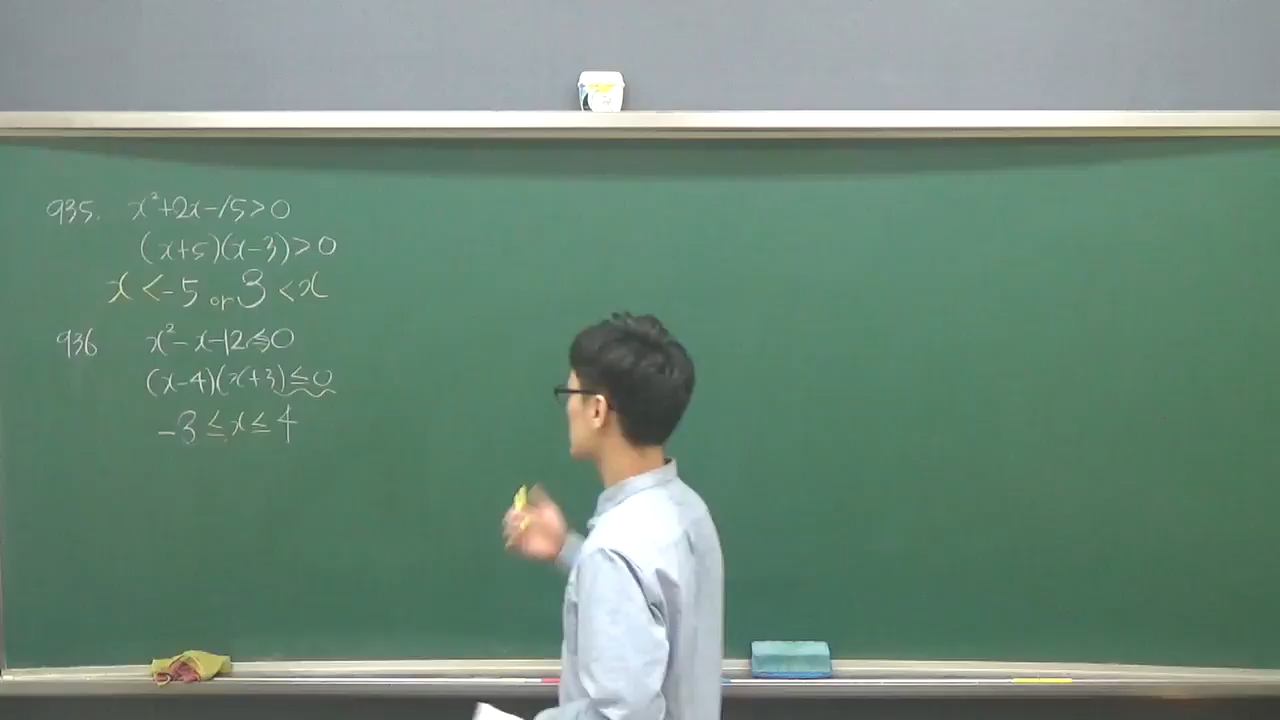 935. x²+2x-15>0
(x+5)(x-3)>0
x<-5 or 3<x
936 x²-x-12≤0
(x-4)(x+3)≤0
-3≤x≤4